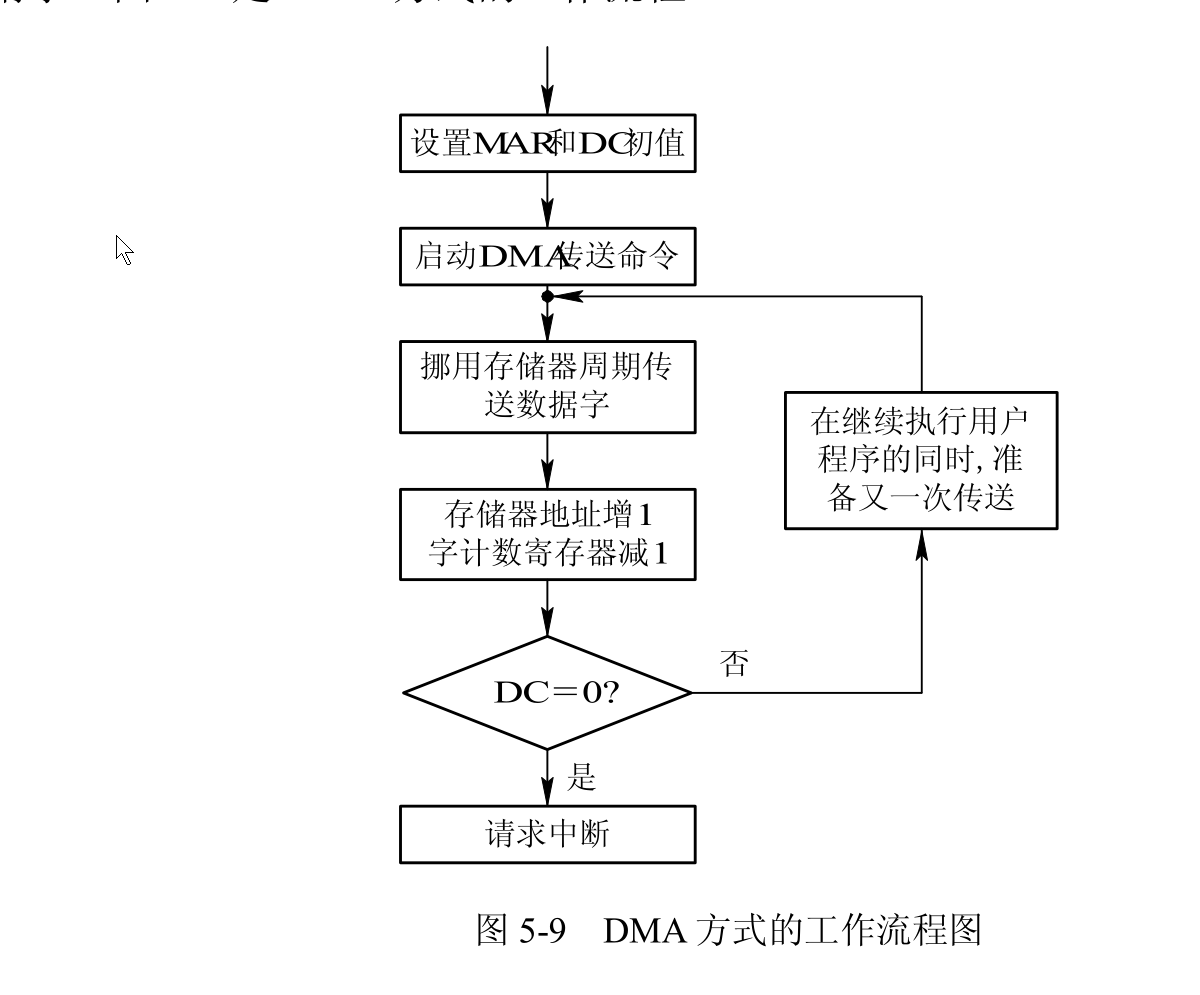 设置MAR和DC初值
启动DMA传送命令
挪用存储器周期传
送数据字
存储器地址增1
字计数寄存器减1
在继续执行用户
程序的同时,准
备又一次传送
DC=0?
否
是
请求中断
图 5-9 DMA 方式的工作流程图